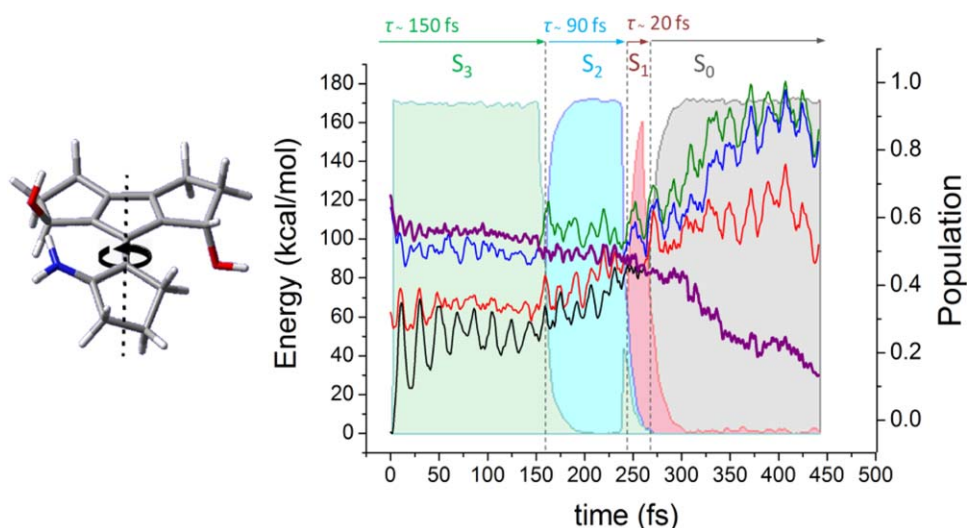 τ ~ 150 fs
τ ~ 90 fs
τ ~ 20 fs
S₃
S₂
S₁
S₀
Energy (kcal/mol)
180
160
140
120
100
80
60
40
20
0
1.0
0.8
0.6
0.4
0.2
0.0
Population
0
50
100
150
200
250
300
350
400
450
500
time (fs)